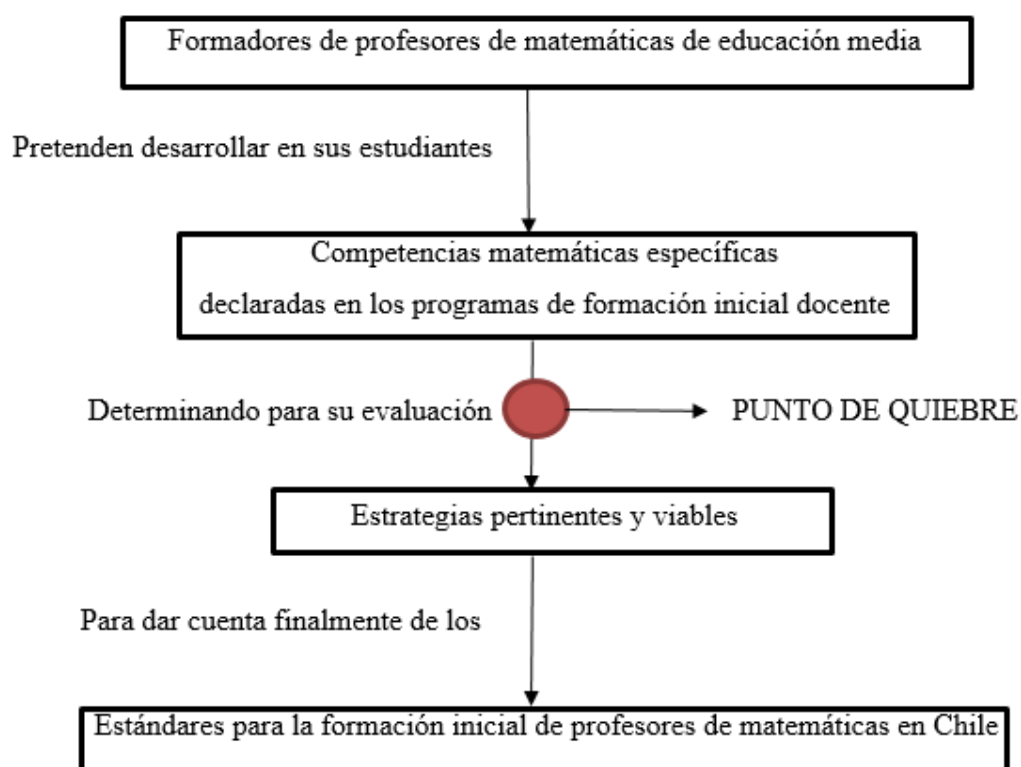 Formadores de profesores de matemáticas de educación media
Pretenden desarrollar en sus estudiantes
Competencias matemáticas específicas
declaradas en los programas de formación inicial docente
Determinando para su evaluación
PUNTO DE QUIEBRE
Estrategias pertinentes y viables
Para dar cuenta finalmente de los
Estándares para la formación inicial de profesores de matemáticas en Chile